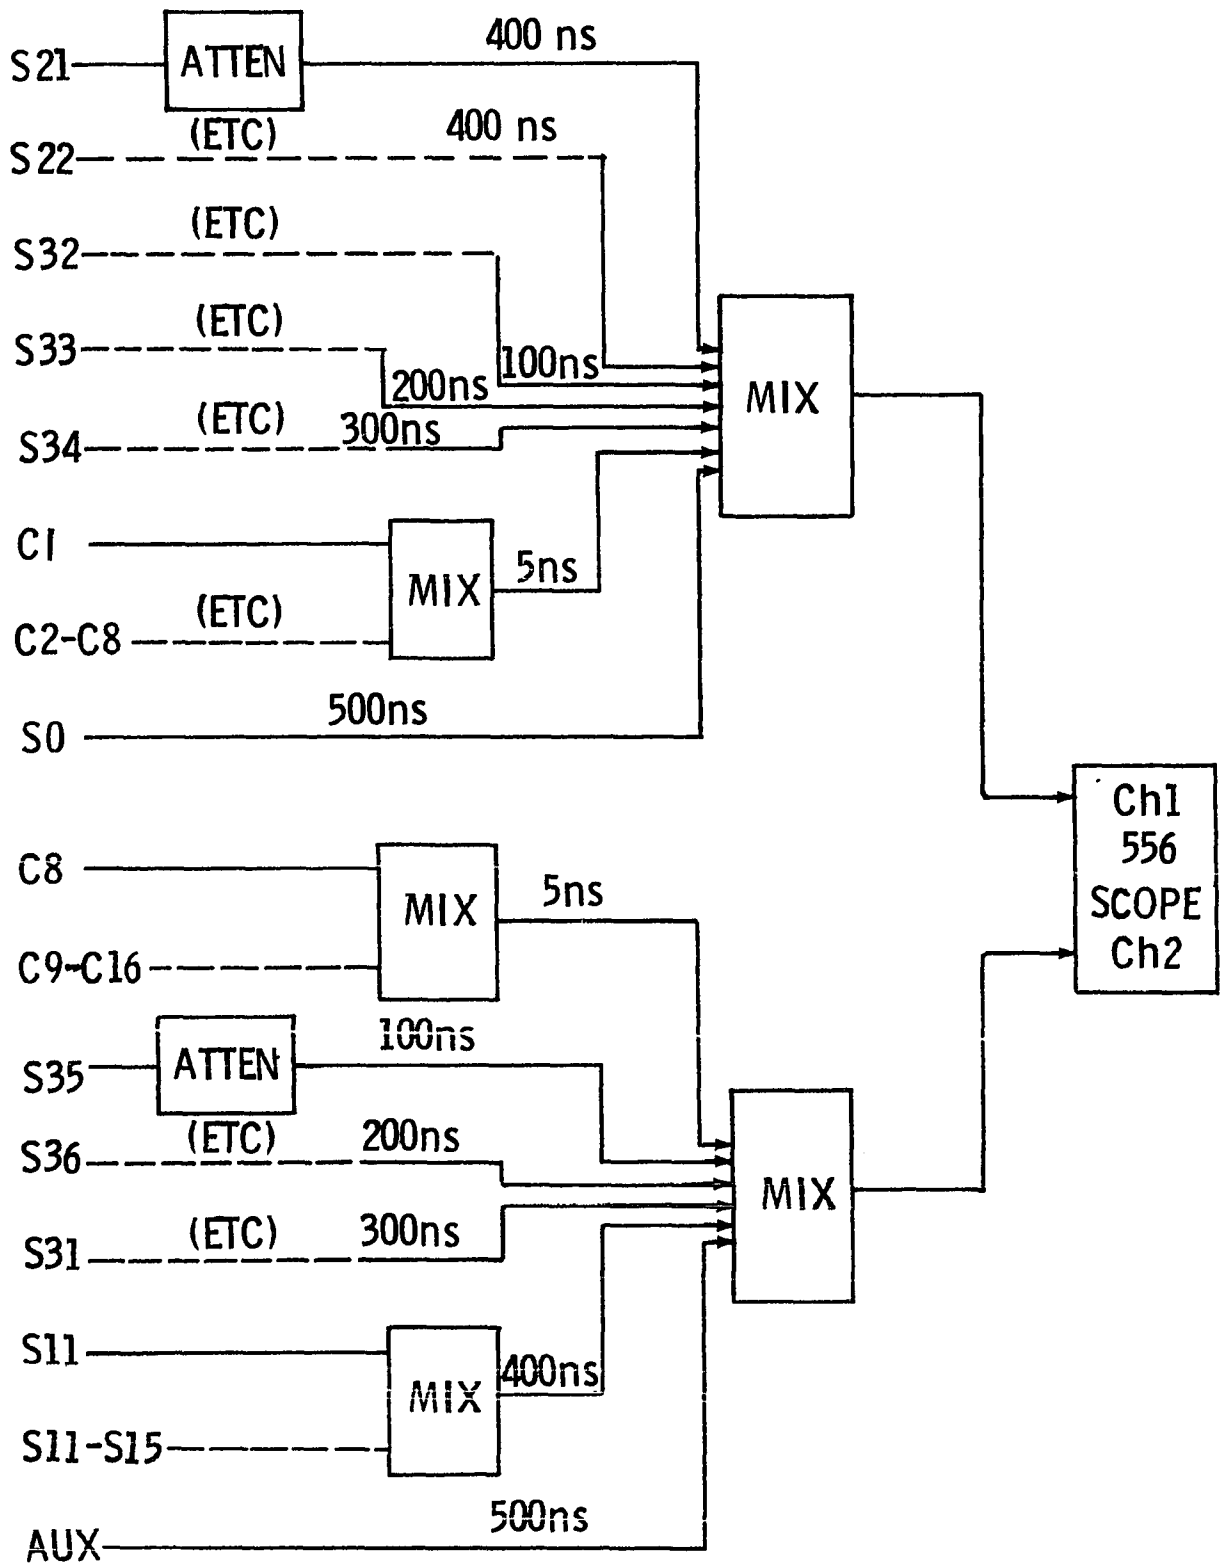 S21
ATTEN
400 ns
S22
(ETC)
400 ns
S32
(ETC)
100ns
S33
(ETC)
200ns
S34
(ETC)
300ns
MIX
C1
C2-C8
(ETC)
MIX
5ns
S0
500ns
Ch1
556
SCOPE
Ch2
C8
C9-C16
MIX
5ns
S35
ATTEN
100ns
S36
(ETC)
200ns
S31
(ETC)
300ns
MIX
S11
S11-S15
MIX
400ns
AUX
500ns